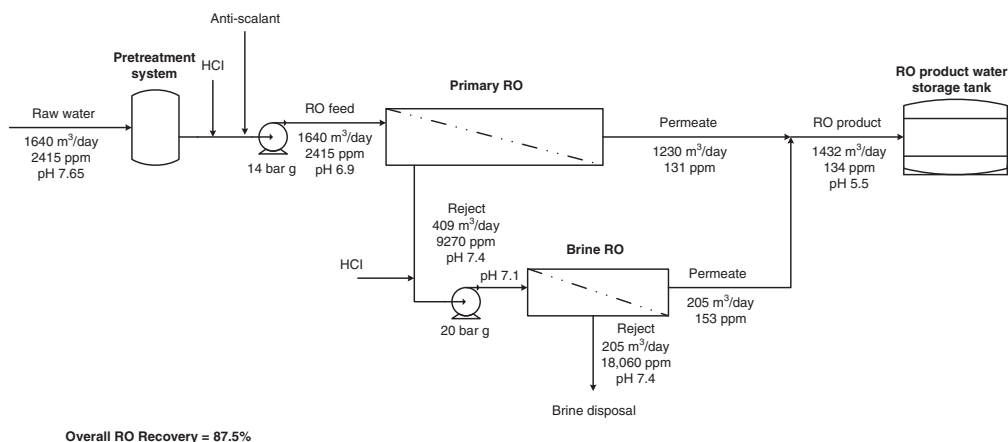 Anti-scalant
Pretreatment
system
HCl
Raw water
1640 m³/day
2415 ppm
pH 7.65
14 bar g
RO feed
1640 m³/day
2415 ppm
pH 6.9
Primary RO
Permeate
1230 m³/day
131 ppm
RO product
1432 m³/day
134 ppm
pH 5.5
RO product water
storage tank
Reject
409 m³/day
9270 ppm
pH 7.4
HCl
pH 7.1
20 bar g
Brine RO
Permeate
205 m³/day
153 ppm
Reject
205 m³/day
18,060 ppm
pH 7.4
Brine disposal
Overall RO Recovery = 87.5%